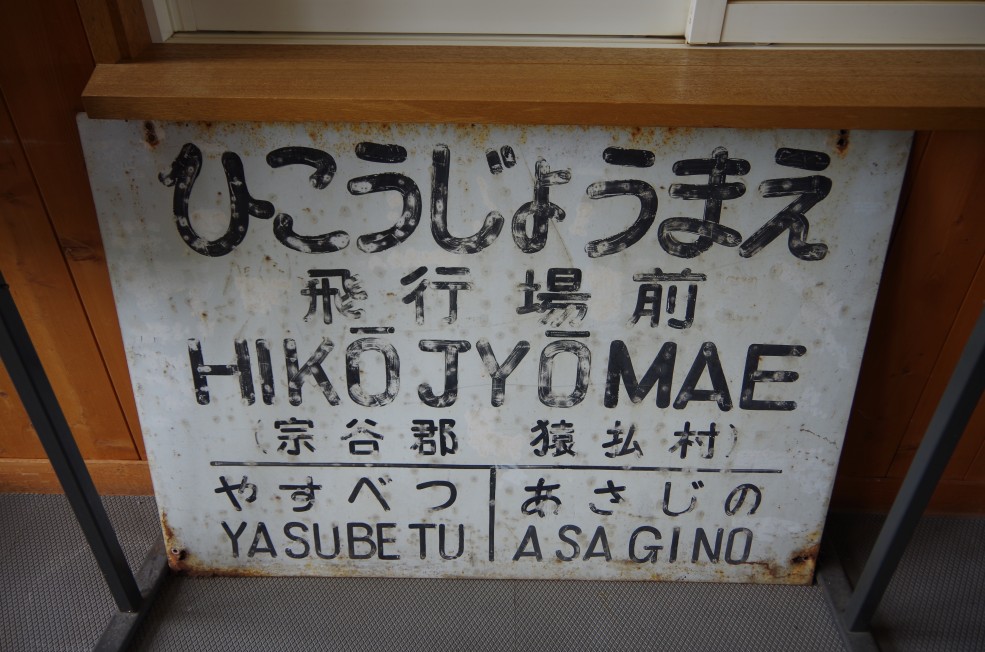 ひこうじょうまえ
飛行場前
HIKŌJYŌMAE
(宗谷郡 猿払村)
やすべつ あさじの
YASUBETU ASAGINO